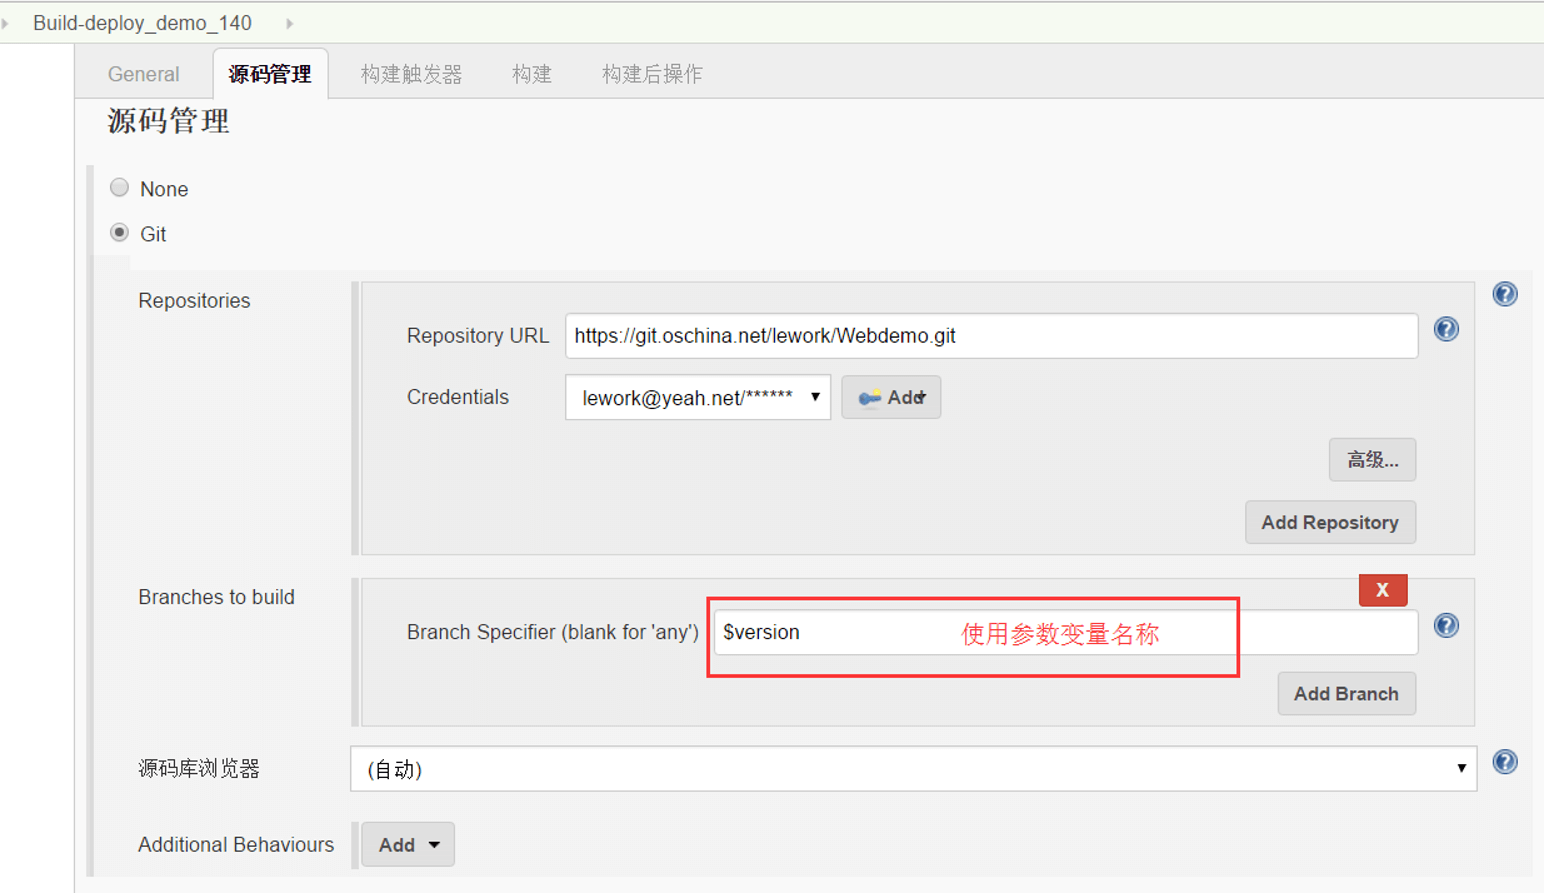 Build-deploy_demo_140
General 源码管理 构建触发器 构建 构建后操作
源码管理
None
Git
Repositories
Repository URL https://git.oschina.net/lework/Webdemo.git
Credentials lework@yeah.net/****** Add
高级...
Add Repository
Branches to build
X
Branch Specifier (blank for 'any') $version 使用参数变量名称
Add Branch
源码库浏览器 (自动)
Additional Behaviours Add